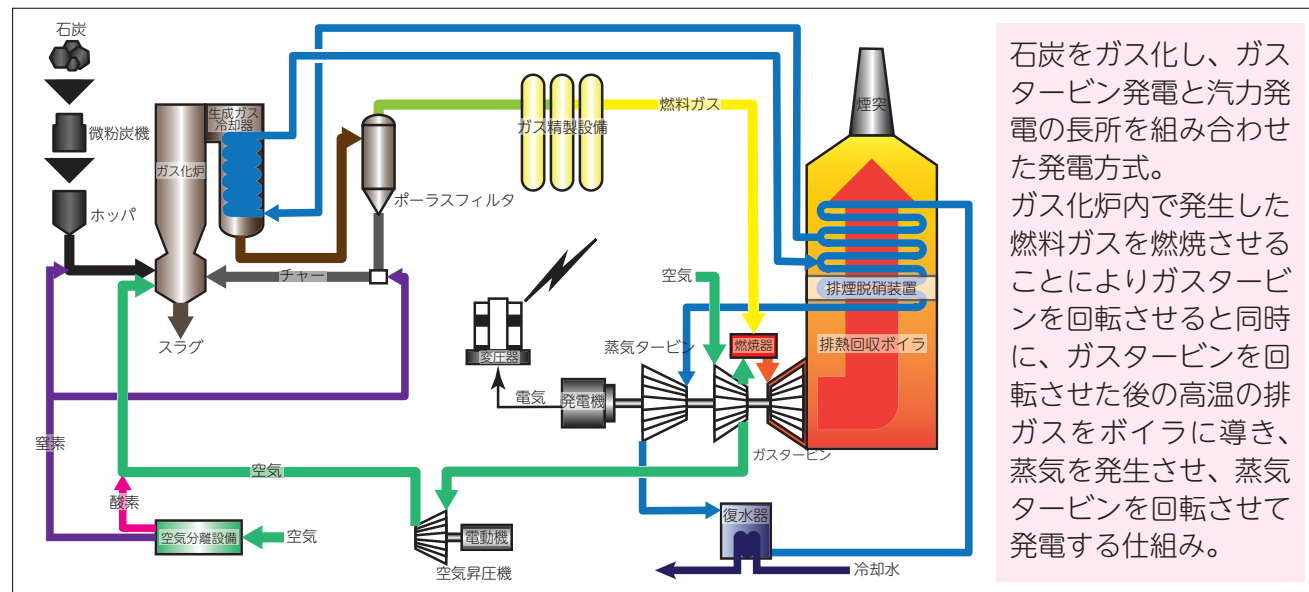 石炭
微粉炭機
ホッパ
ガス化炉
生成ガス
冷却器
スラグ
チャー
ポーラスフィルタ
ガス精製設備
燃料ガス
煙突
排煙脱硝装置
排熱回収ボイラ
空気
燃焼器
蒸気タービン
変圧器
電気
発電機
ガスタービン
窒素
酸素
空気
空気分離設備
空気
電動機
空気昇圧機
復水器
冷却水
石炭をガス化し、ガス
タービン発電と汽力発
電の長所を組み合わせ
た発電方式。
ガス化炉内で発生した
燃料ガスを燃焼させる
ことによりガスタービ
ンを回転させると同時
に、ガスタービンを回
転させた後の高温の排
ガスをボイラに導き、
蒸気を発生させ、蒸気
タービンを回転させて
発電する仕組み。